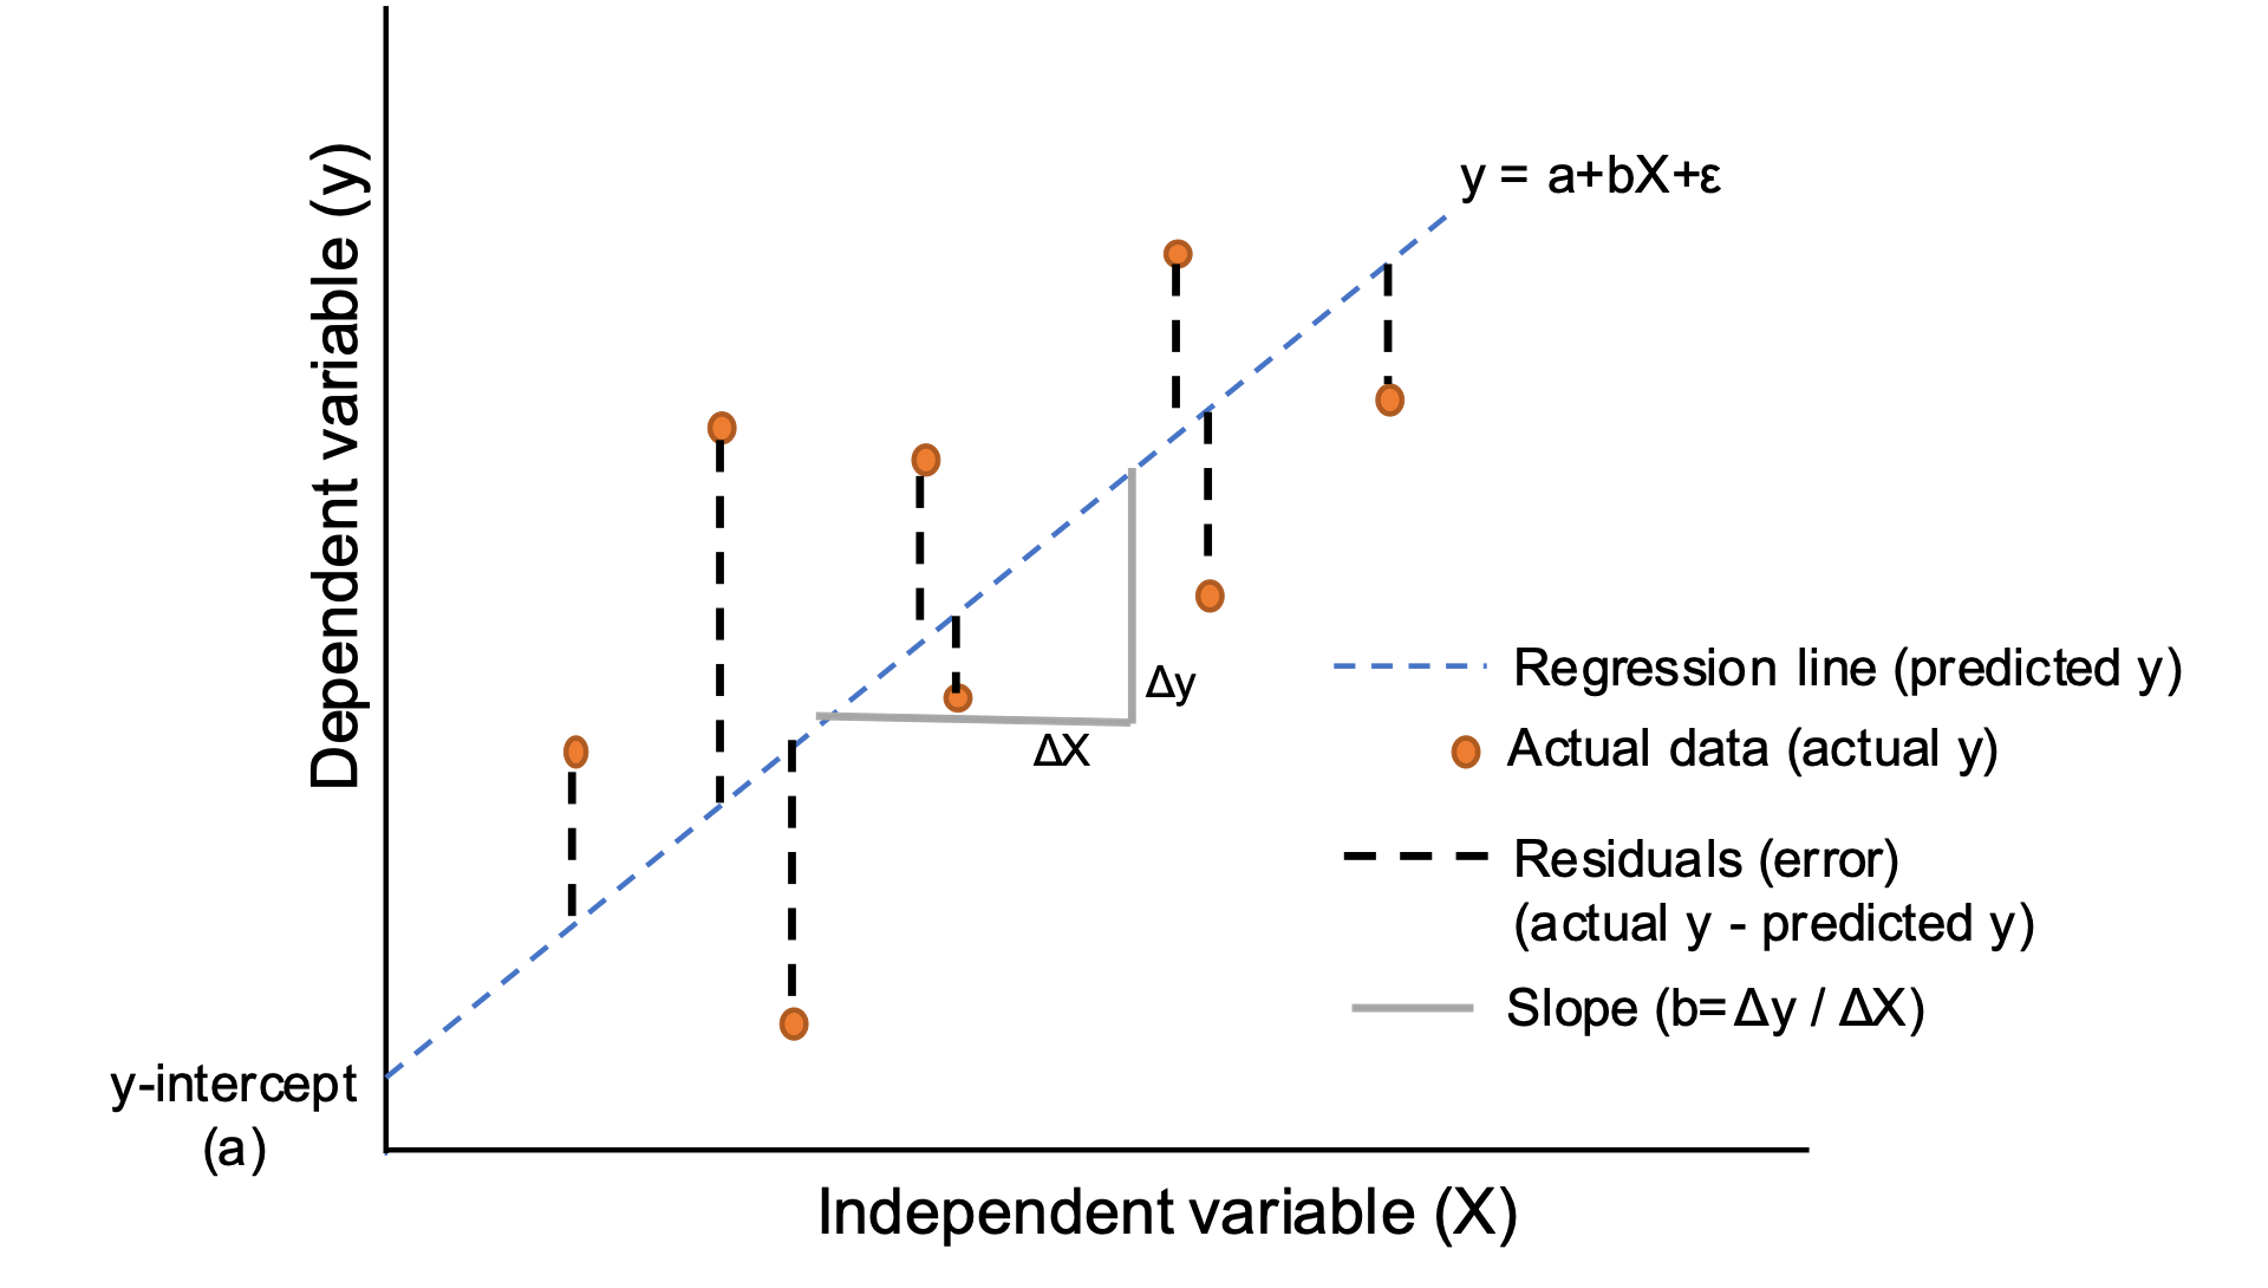 y = a+bX+ε
Dependent variable (y)
Δy
ΔX
Regression line (predicted y)
Actual data (actual y)
Residuals (error)
(actual y - predicted y)
Slope (b=Δy / ΔX)
y-intercept
(a)
Independent variable (X)